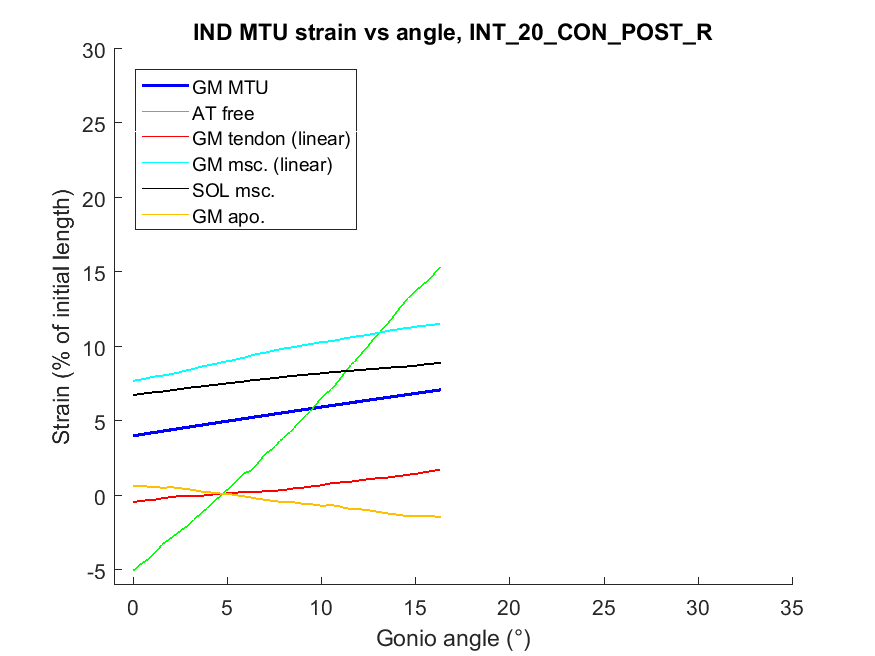 IND MTU strain vs angle, INT_20_CON_POST_R
30
25
20
15
10
5
0
-5
Strain (% of initial length)
GM MTU
AT free
GM tendon (linear)
GM msc. (linear)
SOL msc.
GM apo.
0 5 10 15 20 25 30 35
Gonio angle (°)